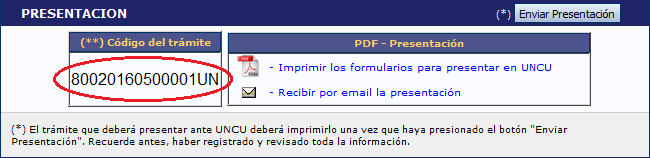 PRESENTACION
(*) Enviar Presentación
(**) Código del trámite
80020160500001UN
PDF - Presentación
PDF
- Imprimir los formularios para presentar en UNCU
- Recibir por email la presentación
(*) El trámite que deberá presentar ante UNCU deberá imprimirlo una vez que haya presionado el botón "Enviar
Presentación". Recuerde antes, haber registrado y revisado toda la información.